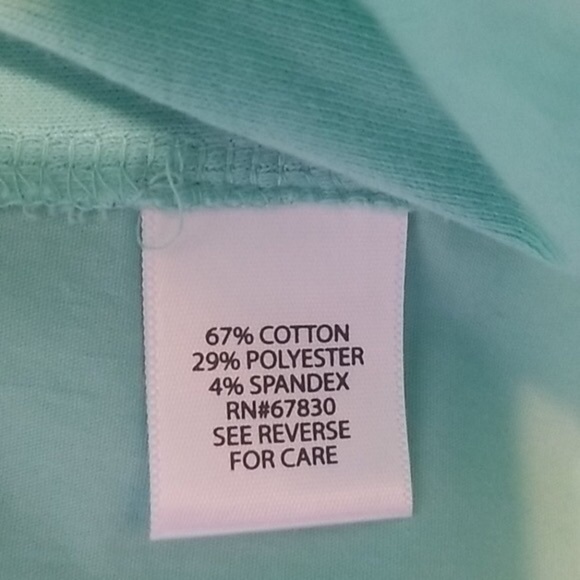 67% COTTON
29% POLYESTER
4% SPANDEX
RN#67830
SEE REVERSE
FOR CARE